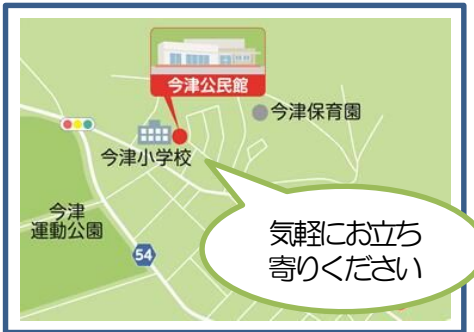 今津公民館
今津保育園
今津小学校
今津
運動公園
54
気軽にお立ち
寄りください